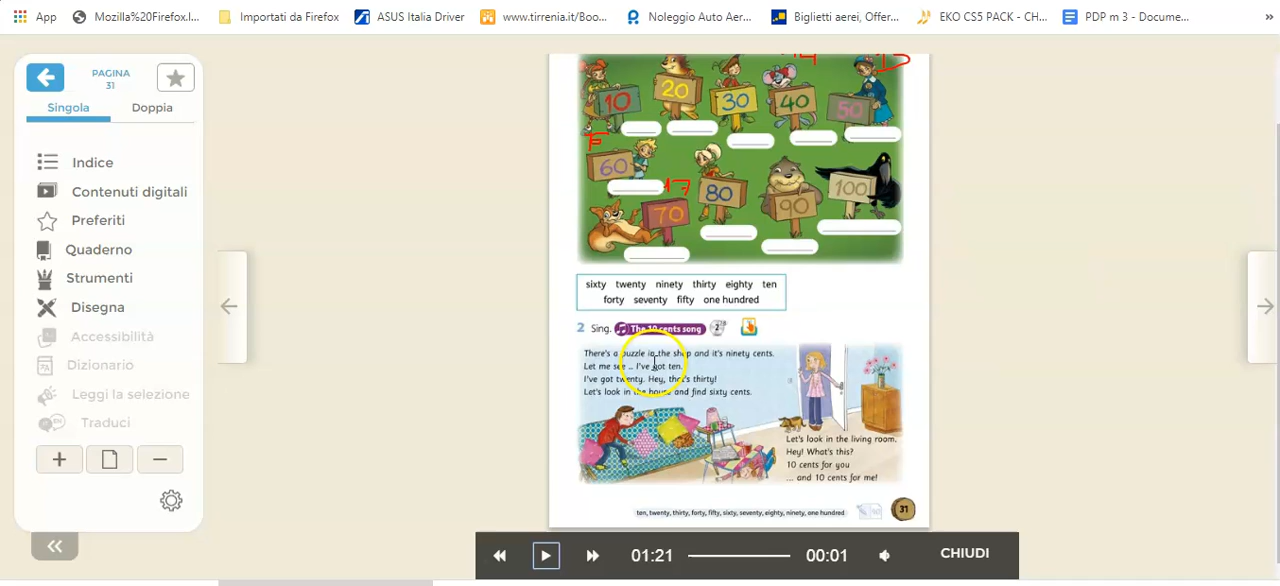 App
Mozilla%20Firefox.l...
Importati da Firefox
ASUS Italia Driver
www.tirrenia.it/Boo...
Noleggio Auto, Aer...
Biglietti aerei, Offer...
EKO CS5 PACK - CH...
PDP m 3 - Docume...
»
PAGINA
31
Singola
Doppia
Indice
Contenuti digitali
Preferiti
Quaderno
Strumenti
Disegna
Accessibilità
Dizionario
Leggi la selezione
Traduci
10 20 30 40 50
60 70 80 90 100
17
sixty twenty ninety thirty eighty ten
forty seventy fifty one hundred
2 Sing. The 10 cents song
There's a puzzle in the shop and it's ninety cents.
Let me see ... I've got ten.
I've got twenty. Hey, that's thirty!
Let's look in the house and find sixty cents.
Let's look in the living room.
Hey! What's this?
10 cents for you
... and 10 cents for me!
ten, twenty, thirty, forty, fifty, sixty, seventy, eighty, ninety, one hundred
31
01:21
00:01
CHIUDI